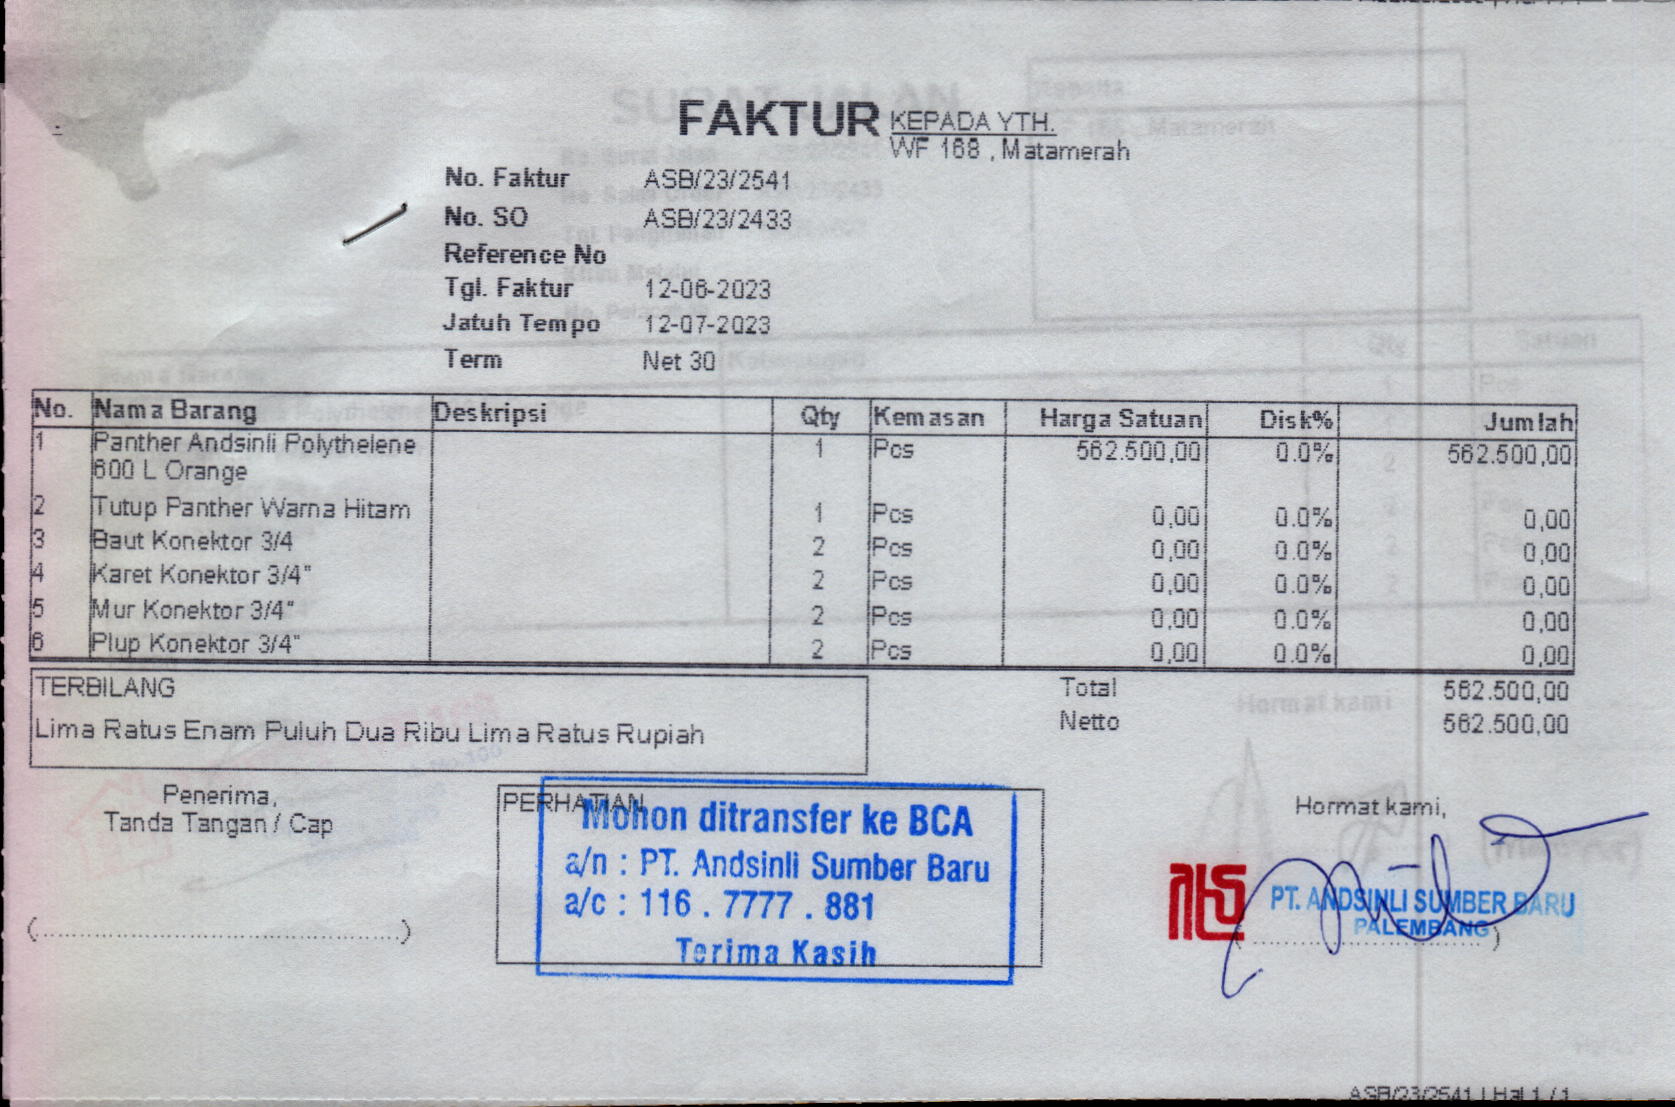 FAKTUR
KEPADA YTH.
WF 168 , Matamerah
No. Faktur ASB/23/2541
No. SO ASB/23/2433
Reference No
Tgl. Faktur 12-06-2023
Jatuh Tempo 12-07-2023
Term Net 30
No. Nama Barang Deskripsi Qty Kemasan Harga Satuan Disk% Jumlah
1 Panther Andsinli Polythelene 1 Pcs 562.500,00 0.0% 562.500,00
600 L Orange
2 Tutup Panther Warna Hitam 1 Pcs 0,00 0.0% 0,00
3 Baut Konektor 3/4 2 Pcs 0,00 0.0% 0,00
4 Karet Konektor 3/4" 2 Pcs 0,00 0.0% 0,00
5 Mur Konektor 3/4" 2 Pcs 0,00 0.0% 0,00
6 Plup Konektor 3/4" 2 Pcs 0,00 0.0% 0,00
TERBILANG
Lima Ratus Enam Puluh Dua Ribu Lima Ratus Rupiah
Total 562.500,00
Netto 562.500,00
Penerima,
Tanda Tangan / Cap
(......................................................)
PERHATIAN
Mohon ditransfer ke BCA
a/n : PT. Andsinli Sumber Baru
a/c : 116 . 7777 . 881
Terima Kasih
Hormat kami,
PT. ANDSINLI SUMBER BARU
PALEMBANG
ASB/23/2541 | Hal 1 / 1